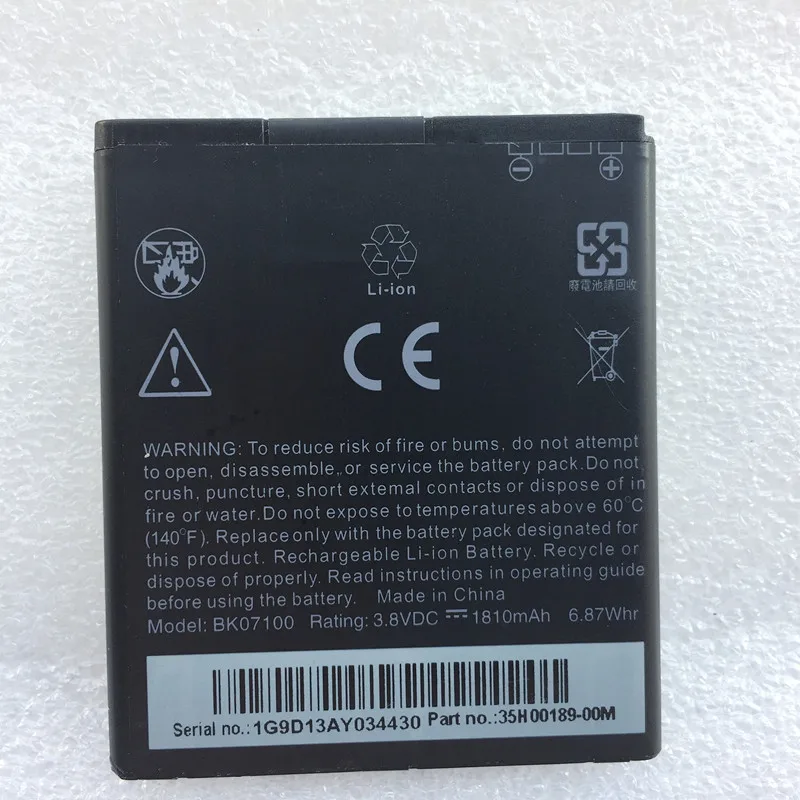 Li-ion
廢電池請回收
CE
WARNING: To reduce risk of fire or bums, do not attempt
to open, disassemble, or service the battery pack.Do not
crush, puncture, short external contacts or dispose of in
fire or water.Do not expose to temperatures above 60°C
(140°F). Replace only with the battery pack designated for
this product. Rechargeable Li-ion Battery. Recycle or
dispose of properly. Read instructions in operating guide
before using the battery. Made in China
Model: BK07100 Rating: 3.8VDC ⎓ 1810mAh 6.87Whr
Serial no.:1G9D13AY034430 Part no.:35H00189-00M